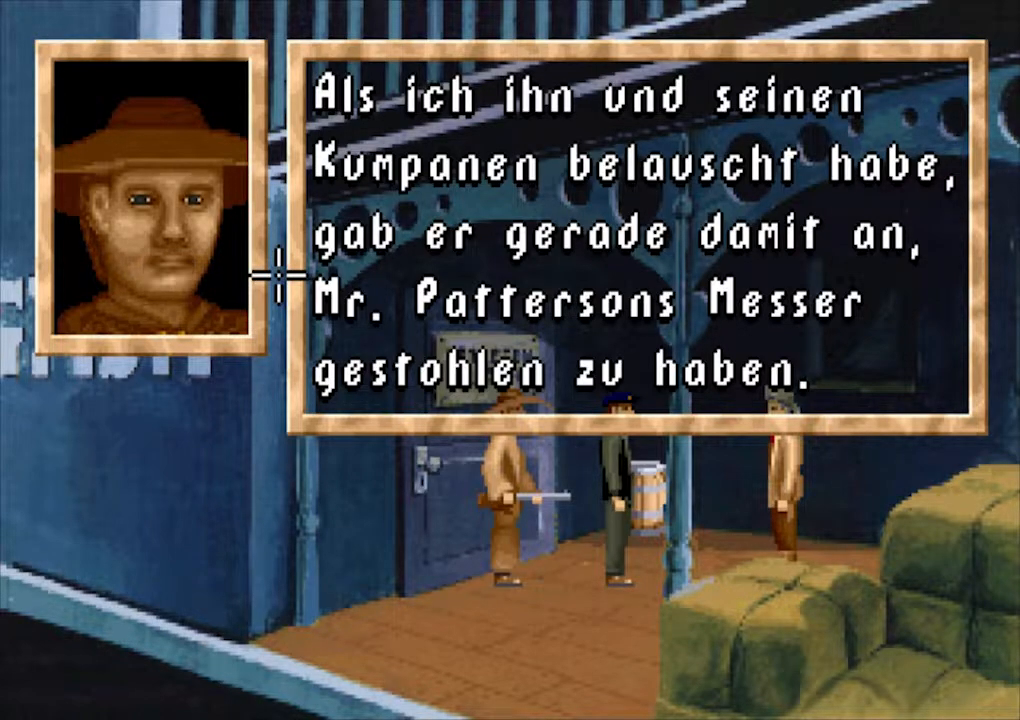 Als ich ihn und seinen
Kumpanen belauscht habe,
gab er gerade damit an,
Mr. Pattersons Messer
gestohlen zu haben.